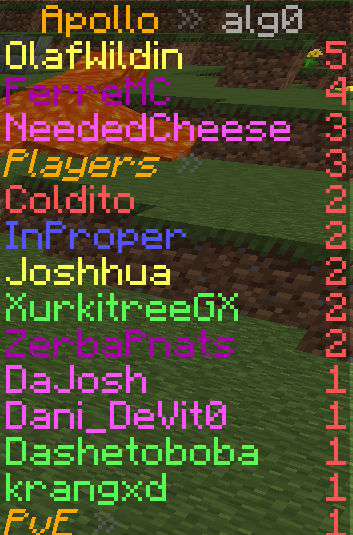 Apollo » alg0
OlafWildin 5
FerreMC 4
NeededCheese 3
Players » 3
Coldito 2
InProper 2
Joshhua 2
XurkitreeGX 2
ZerbaPnats 2
DaJosh 1
Dani_DeVit0 1
Dashetoboba 1
krangxd 1
PvE » 1